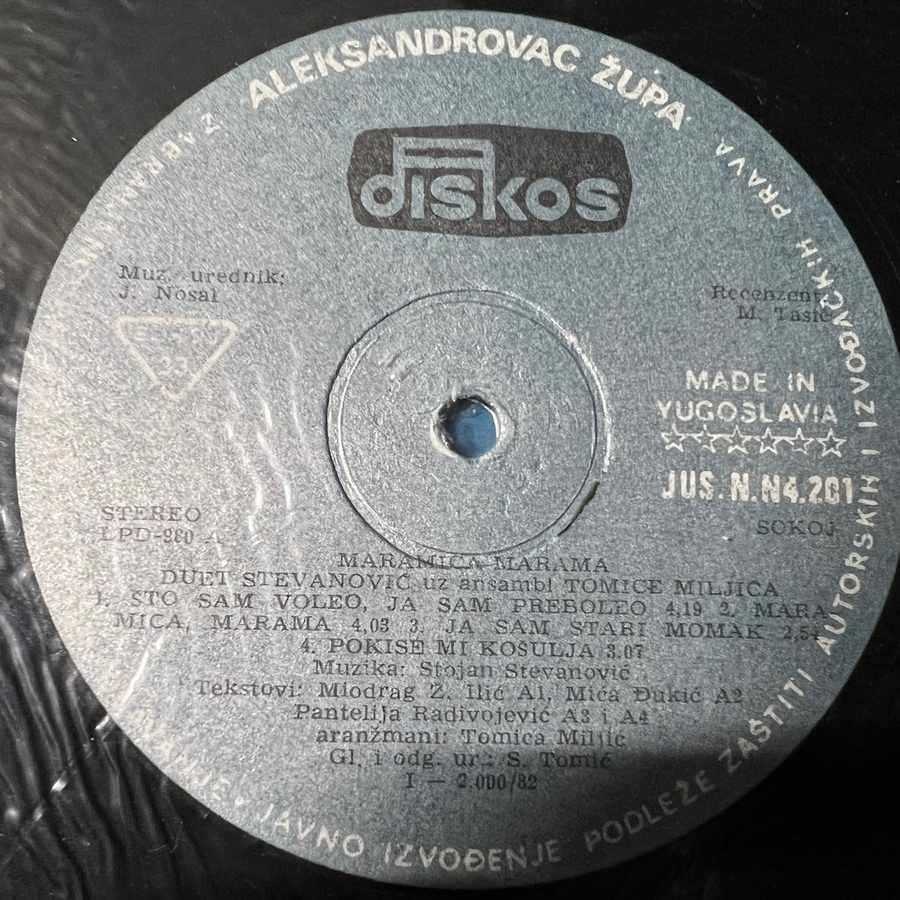 ALEKSANDROVAC ŽUPA
diskos
Muz. urednik:
J. Nosal
Recenzent:
M. Tasić
33
MADE IN
YUGOSLAVIA
JUS.N.N4.201
STEREO
LPD-980 A
SOKOJ
MARAMICA MARAMA
DUET STEVANOVIĆ uz ansambl TOMICE MILJIĆA
1. STO SAM VOLEO, JA SAM PREBOLEO 4,19 2. MARA-
MICA, MARAMA 4,03 3. JA SAM STARI MOMAK 2,54
4. POKISE MI KOSULJA 3.07
Muzika: Stojan Stevanović
Tekstovi: Miodrag Z. Ilić A1, Mića Đukić A2
Pantelija Radivojević A3 i A4
aranžmani: Tomica Miljić
Gl. i odg. ur.: S. Tomić
I — 2.000/82
JAVNO IZVOĐENJE PODLEŽE ZAŠTITI AUTORSKIH I IZVOĐAČKIH PRAVA